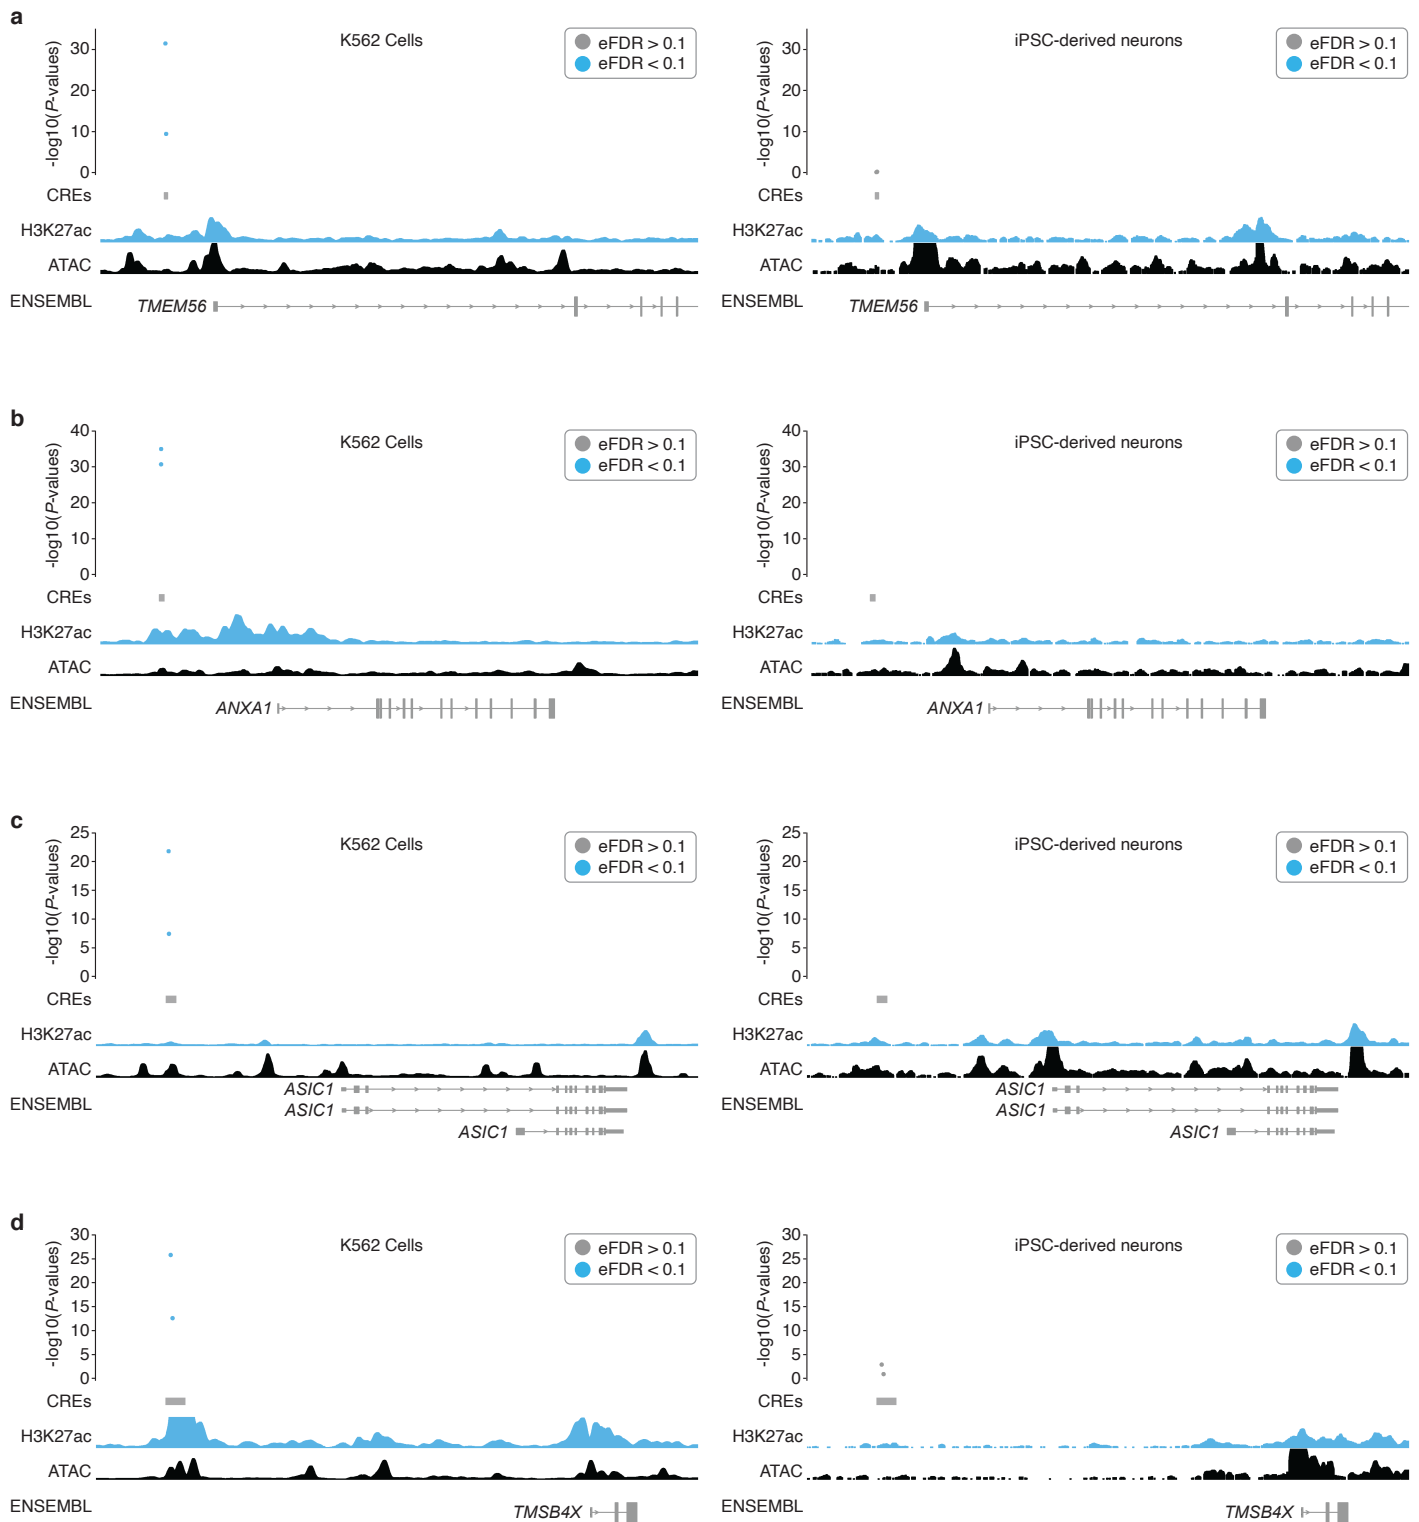 a
K562 Cells
eFDR > 0.1
eFDR < 0.1
-log10(P-values)
30
20
10
0
CREs
H3K27ac
ATAC
ENSEMBL
TMEM56
iPSC-derived neurons
eFDR > 0.1
eFDR < 0.1
-log10(P-values)
30
20
10
0
CREs
H3K27ac
ATAC
ENSEMBL
TMEM56
b
K562 Cells
eFDR > 0.1
eFDR < 0.1
-log10(P-values)
40
30
20
10
0
CREs
H3K27ac
ATAC
ENSEMBL
ANXA1
iPSC-derived neurons
eFDR > 0.1
eFDR < 0.1
-log10(P-values)
40
30
20
10
0
CREs
H3K27ac
ATAC
ENSEMBL
ANXA1
c
K562 Cells
eFDR > 0.1
eFDR < 0.1
-log10(P-values)
25
20
15
10
5
0
CREs
H3K27ac
ATAC
ENSEMBL
ASIC1
ASIC1
ASIC1
iPSC-derived neurons
eFDR > 0.1
eFDR < 0.1
-log10(P-values)
25
20
15
10
5
0
CREs
H3K27ac
ATAC
ENSEMBL
ASIC1
ASIC1
ASIC1
d
K562 Cells
eFDR > 0.1
eFDR < 0.1
-log10(P-values)
30
25
20
15
10
5
0
CREs
H3K27ac
ATAC
ENSEMBL
TMSB4X
iPSC-derived neurons
eFDR > 0.1
eFDR < 0.1
-log10(P-values)
30
25
20
15
10
5
0
CREs
H3K27ac
ATAC
ENSEMBL
TMSB4X